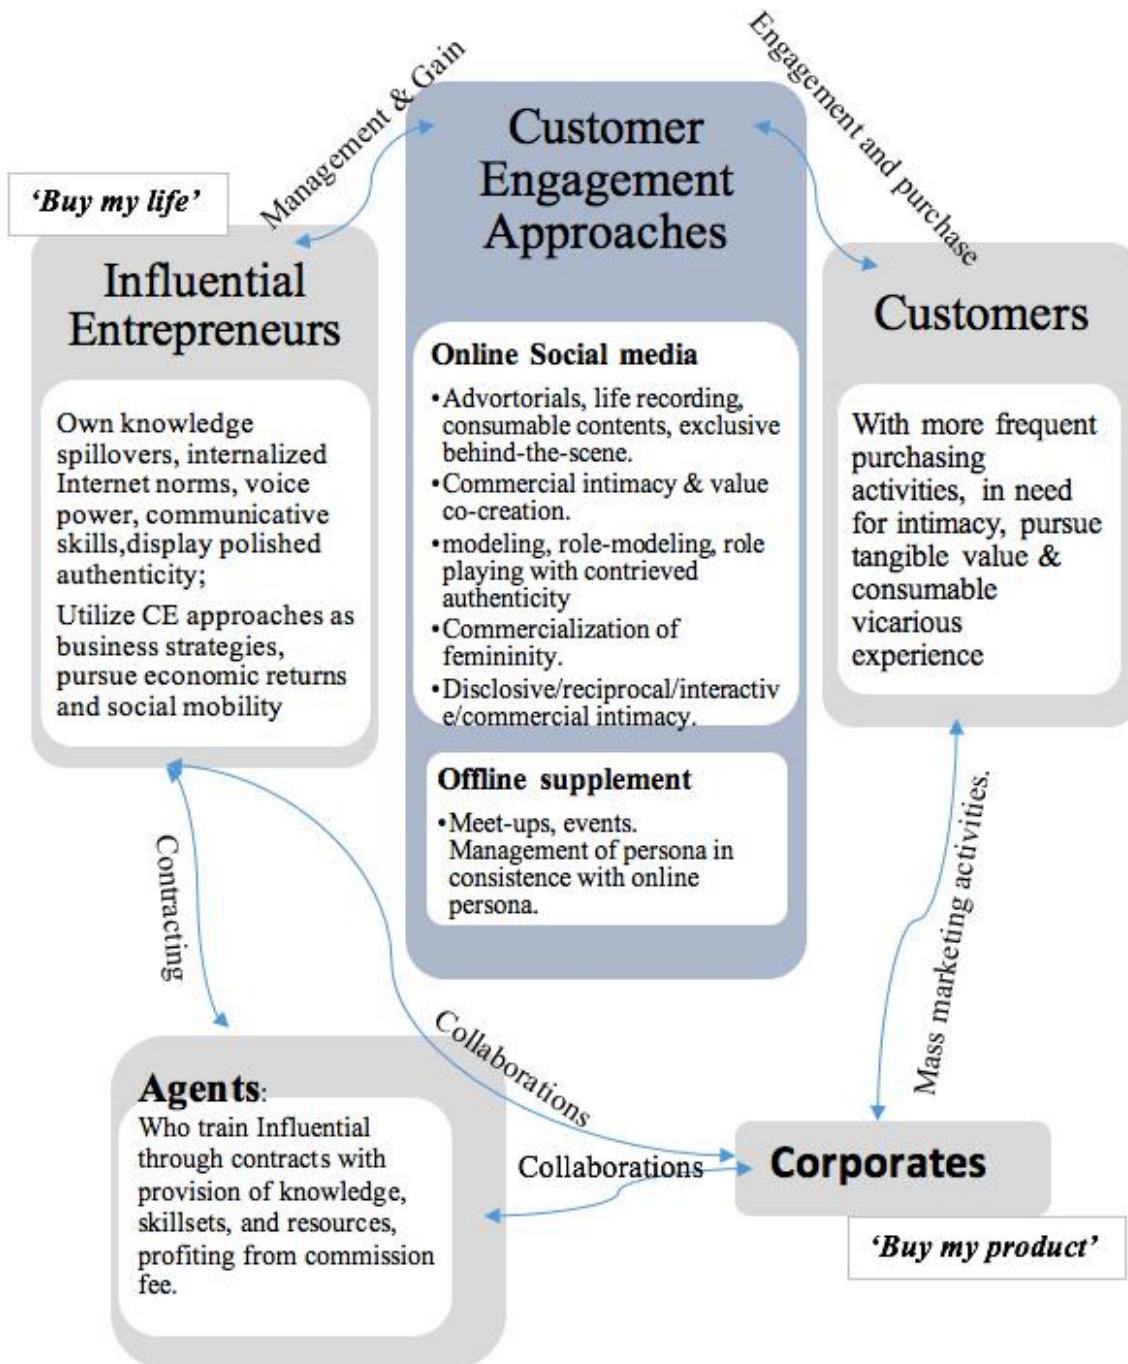 Management & Gain
Engagement and purchase
‘Buy my life’
Influential
Entrepreneurs
Own knowledge
spillovers, internalized
Internet norms, voice
power, communicative
skills,display polished
authenticity;
Utilize CE approaches as
business strategies,
pursue economic returns
and social mobility
Customer
Engagement
Approaches
Online Social media
•Advortorials, life recording,
consumable contents, exclusive
behind-the-scene.
•Commercial intimacy & value
co-creation.
•modeling, role-modeling, role
playing with contrieved
authenticity
•Commercialization of
femininity.
•Disclosive/reciprocal/interactiv
e/commercial intimacy.
Offline supplement
•Meet-ups, events.
Management of persona in
consistence with online
persona.
Customers
With more frequent
purchasing
activities, in need
for intimacy, pursue
tangible value &
consumable
vicarious
experience
Contracting
Collaborations
Collaborations
Mass marketing activities.
Agents:
Who train Influential
through contracts with
provision of knowledge,
skillsets, and resources,
profiting from commission
fee.
Corporates
‘Buy my product’